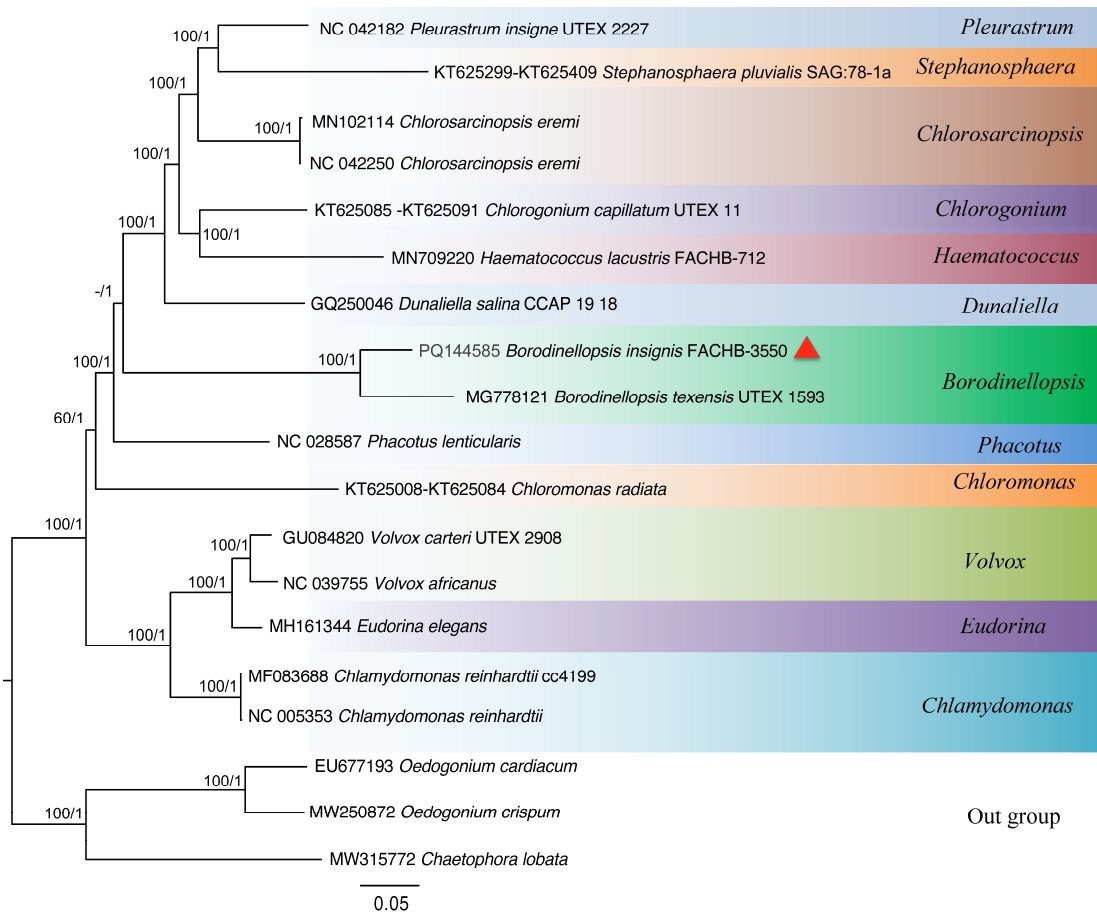 NC 042182 Pleurastrum insigne UTEX 2227
Pleurastrum
100/1
KT625299-KT625409 Stephanosphaera pluvialis SAG:78-1a
Stephanosphaera
100/1
MN102114 Chlorosarcinopsis eremi
100/1
Chlorosarcinopsis
NC 042250 Chlorosarcinopsis eremi
100/1
KT625085 -KT625091 Chlorogonium capillatum UTEX 11
Chlorogonium
100/1
100/1
MN709220 Haematococcus lacustris FACHB-712
Haematococcus
GQ250046 Dunaliella salina CCAP 19 18
Dunaliella
-/1
PQ144585 Borodinellopsis insignis FACHB-3550
100/1
100/1
Borodinellopsis
MG778121 Borodinellopsis texensis UTEX 1593
60/1
NC 028587 Phacotus lenticularis
Phacotus
KT625008-KT625084 Chloromonas radiata
Chloromonas
100/1
GU084820 Volvox carteri UTEX 2908
100/1
Volvox
NC 039755 Volvox africanus
100/1
MH161344 Eudorina elegans
Eudorina
100/1
MF083688 Chlamydomonas reinhardtii cc4199
100/1
Chlamydomonas
NC 005353 Chlamydomonas reinhardtii
EU677193 Oedogonium cardiacum
100/1
MW250872 Oedogonium crispum
100/1
Out group
MW315772 Chaetophora lobata
0.05